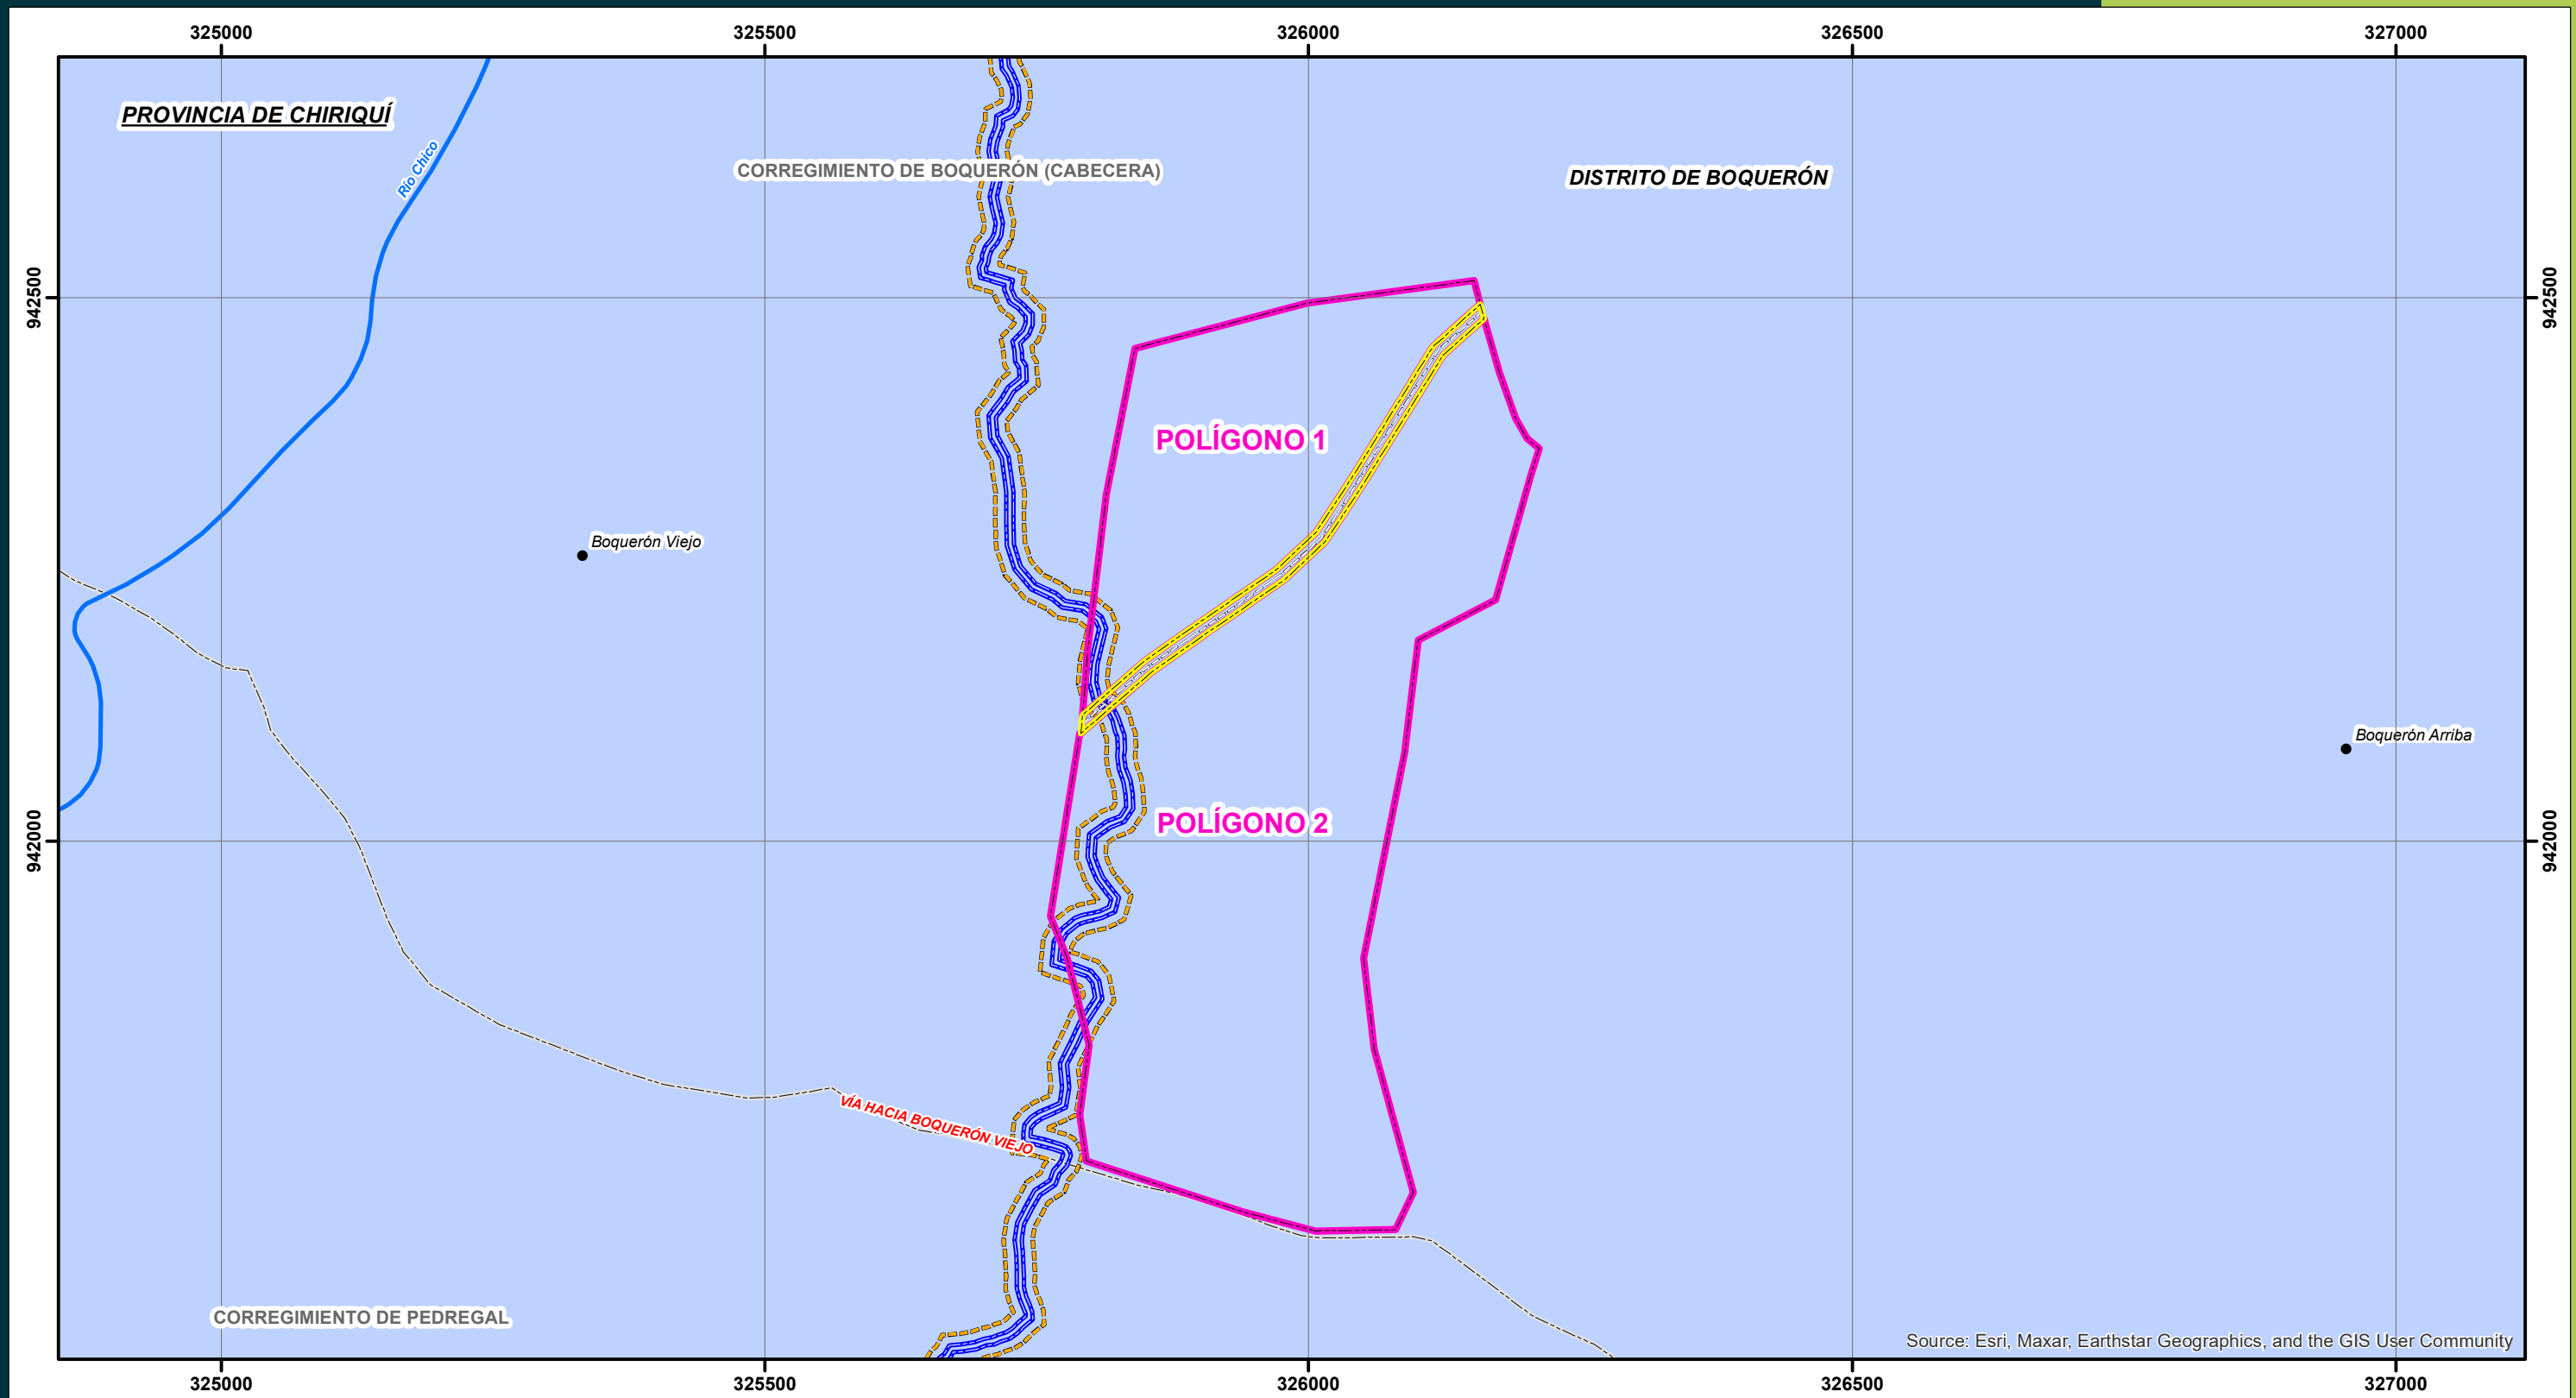 325000 325500 326000 326500 327000
PROVINCIA DE CHIRIQUÍ
Río Chico
CORREGIMIENTO DE BOQUERÓN (CABECERA)
DISTRITO DE BOQUERÓN
942500 942500
POLÍGONO 1
Boquerón Viejo
Boquerón Arriba
POLÍGONO 2
942000 942000
VÍA HACIA BOQUERÓN VIEJO
CORREGIMIENTO DE PEDREGAL
Source: Esri, Maxar, Earthstar Geographics, and the GIS User Community
325000 325500 326000 326500 327000